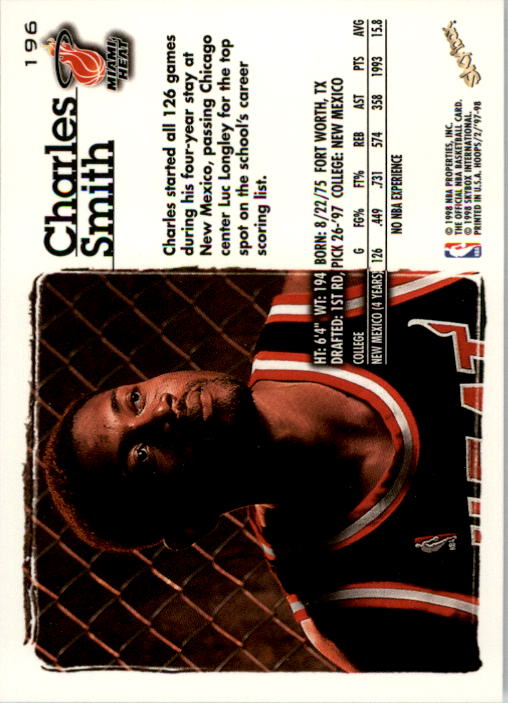 196
MIAMI HEAT
Charles
Smith
Charles started all 126 games
during his four-year stay at
New Mexico, passing Chicago
center Luc Longley for the top
spot on the school's career
scoring list.
HT: 6'4" WT: 194 BORN: 8/22/75 FORT WORTH, TX
DRAFTED: 1ST RD, PICK 26-'97 COLLEGE: NEW MEXICO
COLLEGE G FG% FT% REB AST PTS AVG
NEW MEXICO (4 YEARS) 126 .449 .731 574 358 1993 15.8
NO NBA EXPERIENCE
NBA
© 1998 NBA PROPERTIES, INC.
THE OFFICIAL NBA BASKETBALL CARD.
© 1998 SKYBOX INTERNATIONAL.
PRINTED IN U.S.A. HOOPS/2/'97-98
SkyBox
NBA
HEAT